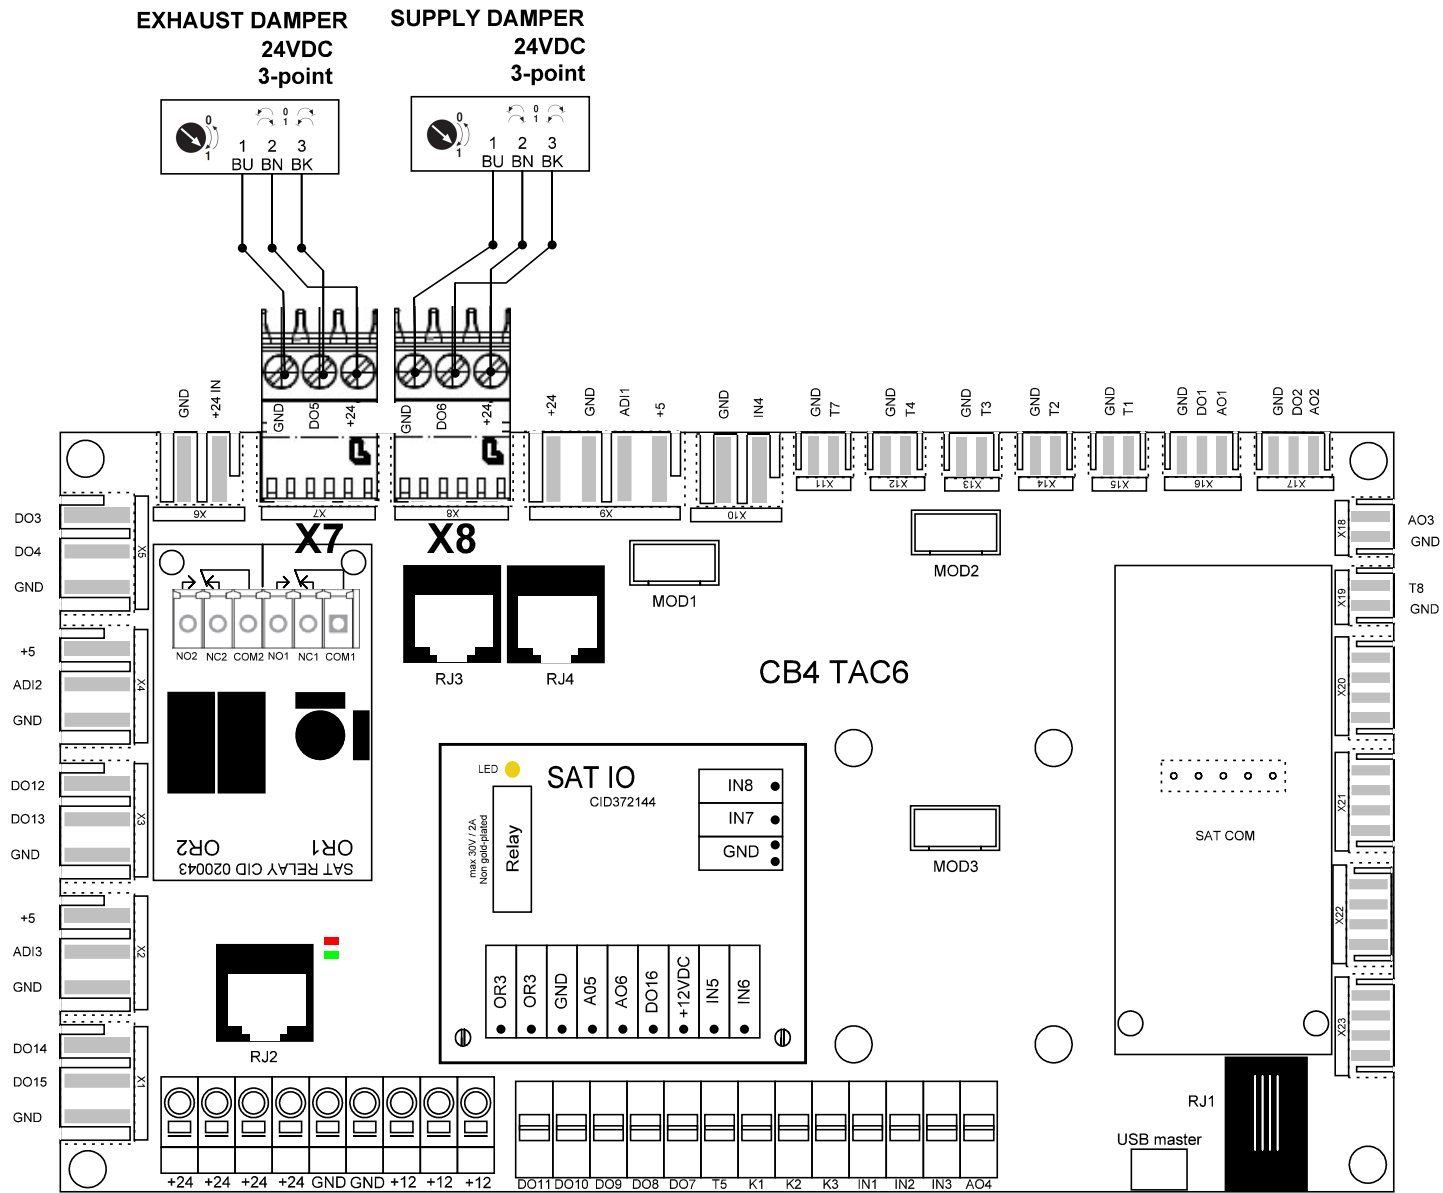 EXHAUST DAMPER
24VDC
3-point
SUPPLY DAMPER
24VDC
3-point
0
1
0
1
1 2 3
BU BN BK
0
1
0
1
1 2 3
BU BN BK
GND
+24 IN
GND
DO5
+24
GND
DO6
+24
+24
GND
ADI1
+5
GND
IN4
GND
T7
GND
T4
GND
T3
GND
T2
GND
T1
GND
DO1
AO1
GND
DO2
AO2
X6
X7
X8
X9
X10
X11
X12
X13
X14
X15
X16
X17
X7
X8
DO3
DO4
GND
X5
+5
ADI2
GND
X4
DO12
DO13
GND
X3
+5
ADI3
GND
X2
DO14
DO15
GND
X1
NO2 NC2 COM2 NO1 NC1 COM1
OR2
OR1
SAT RELAY CID 020043
RJ3
RJ4
MOD1
MOD2
CB4 TAC6
MOD3
LED
SAT IO
CID372144
max 30V / 2A
Non gold-plated
Relay
IN8
IN7
GND
OR3
OR3
GND
A05
AO6
DO16
+12VDC
IN5
IN6
RJ2
X18
AO3
GND
X19
T8
GND
X20
X21
X22
X23
SAT COM
RJ1
USB master
+24 +24 +24 +24 GND GND +12 +12 +12
DO11 DO10 DO9 DO8 DO7 T5 K1 K2 K3 IN1 IN2 IN3 AO4